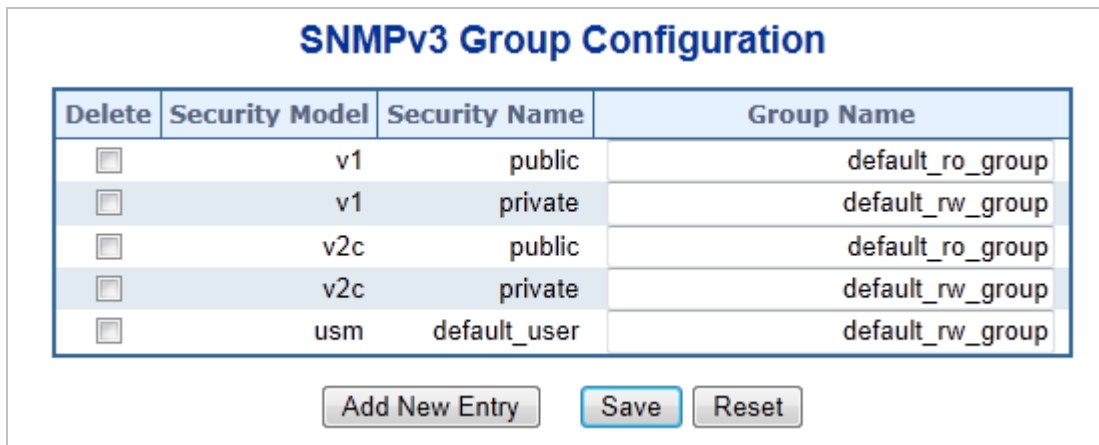 SNMPv3 Group Configuration
Delete Security Model Security Name Group Name
v1 public default_ro_group
v1 private default_rw_group
v2c public default_ro_group
v2c private default_rw_group
usm default_user default_rw_group
Add New Entry Save Reset